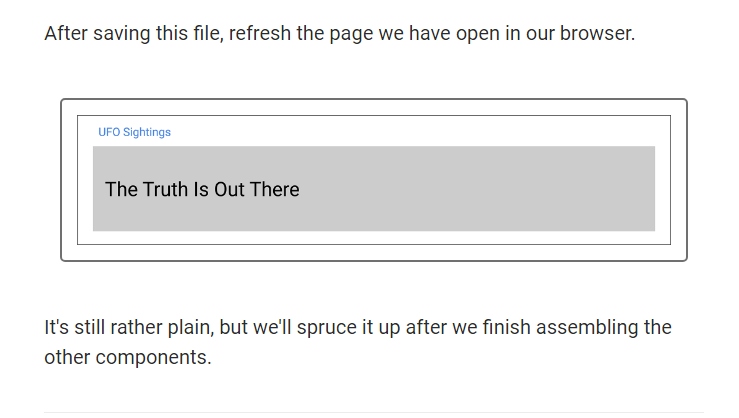 After saving this file, refresh the page we have open in our browser.
UFO Sightings
The Truth Is Out There
It's still rather plain, but we'll spruce it up after we finish assembling the
other components.